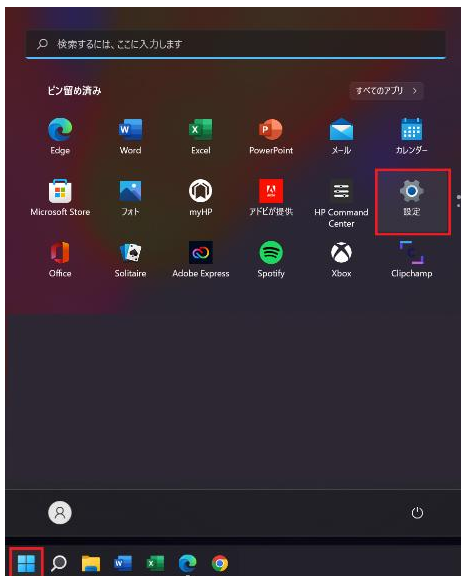 検索するには、ここに入力します
ピン留め済み
すべてのアプリ >
Edge
Word
Excel
PowerPoint
メール
カレンダー
Microsoft Store
フォト
myHP
アドビが提供
HP Command Center
設定
Office
Solitaire
Adobe Express
Spotify
Xbox
Clipchamp